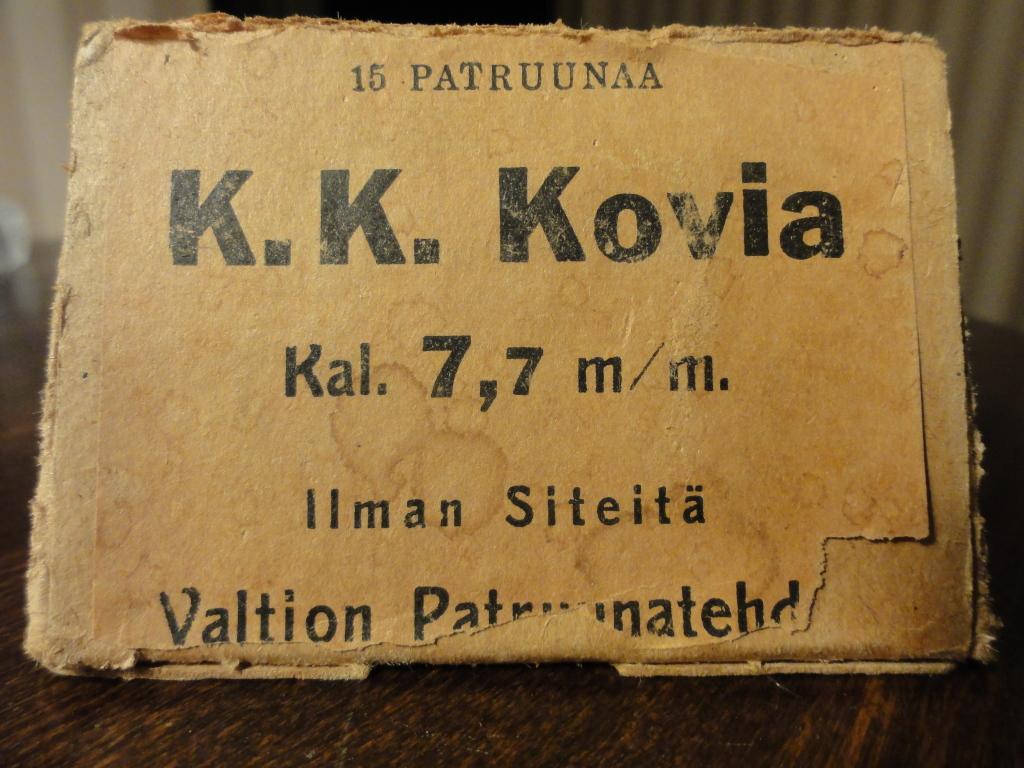 15 PATRUUNAA
K. K. Kovia
Kal. 7,7 m/m.
Ilman Siteitä
Valtion